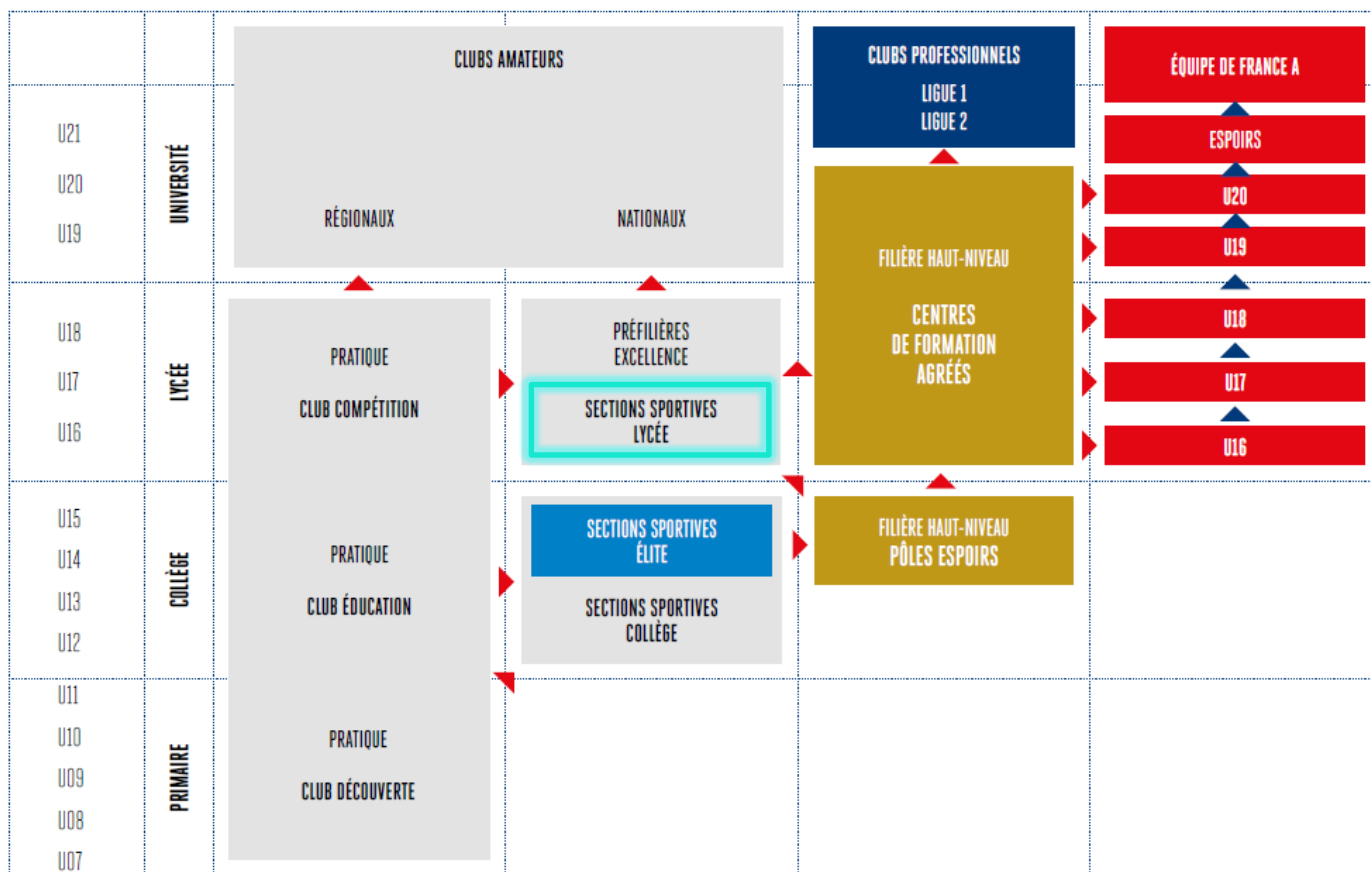 CLUBS AMATEURS
RÉGIONAUX
NATIONAUX
CLUBS PROFESSIONNELS
LIGUE 1
LIGUE 2
ÉQUIPE DE FRANCE A
ESPOIRS
U20
U19
U18
U17
U16
U21
U20
U19
UNIVERSITÉ
FILIÈRE HAUT-NIVEAU
CENTRES
DE FORMATION
AGRÉÉS
U18
U17
U16
LYCÉE
PRATIQUE
CLUB COMPÉTITION
PRÉFILIÈRES
EXCELLENCE
SECTIONS SPORTIVES
LYCÉE
U15
U14
U13
U12
COLLÈGE
PRATIQUE
CLUB ÉDUCATION
SECTIONS SPORTIVES
ÉLITE
SECTIONS SPORTIVES
COLLÈGE
FILIÈRE HAUT-NIVEAU
PÔLES ESPOIRS
U11
U10
U09
U08
U07
PRIMAIRE
PRATIQUE
CLUB DÉCOUVERTE